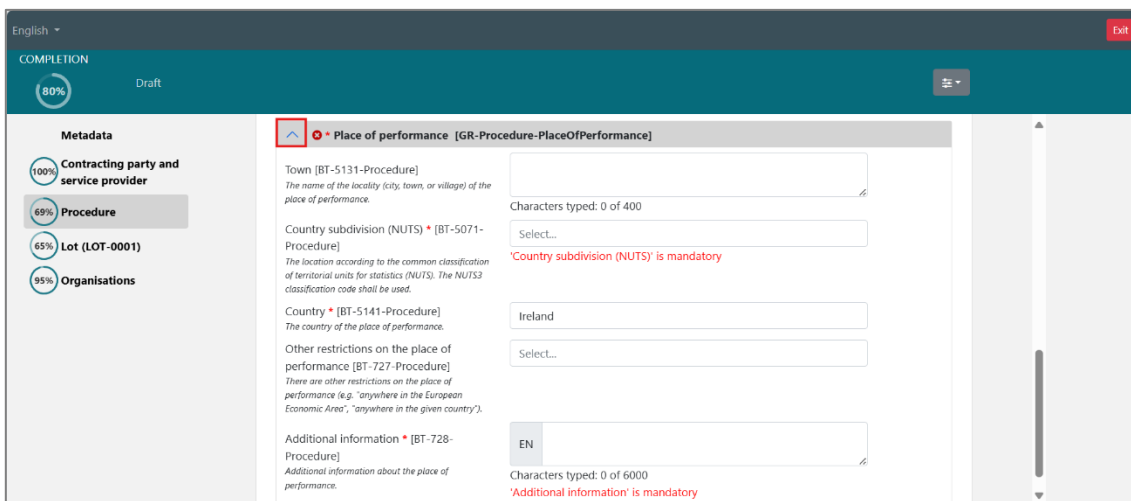 English
Exit
COMPLETION
80%
Draft
Metadata
100%
Contracting party and
service provider
69%
Procedure
65%
Lot (LOT-0001)
95%
Organisations
* Place of performance [GR-Procedure-PlaceOfPerformance]
Town [BT-5131-Procedure]
The name of the locality (city, town, or village) of the
place of performance.
Characters typed: 0 of 400
Country subdivision (NUTS) * [BT-5071-
Procedure]
The location according to the common classification
of territorial units for statistics (NUTS). The NUTS3
classification code shall be used.
Select...
'Country subdivision (NUTS)' is mandatory
Country * [BT-5141-Procedure]
The country of the place of performance.
Ireland
Other restrictions on the place of
performance [BT-727-Procedure]
There are other restrictions on the place of
performance (e.g. "anywhere in the European
Economic Area", "anywhere in the given country").
Select...
Additional information * [BT-728-
Procedure]
Additional information about the place of
performance.
EN
Characters typed: 0 of 6000
'Additional information' is mandatory